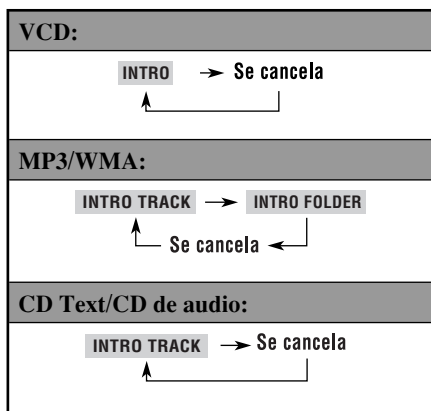 VCD:
INTRO Se cancela
MP3/WMA:
INTRO TRACK INTRO FOLDER
Se cancela
CD Text/CD de audio:
INTRO TRACK Se cancela